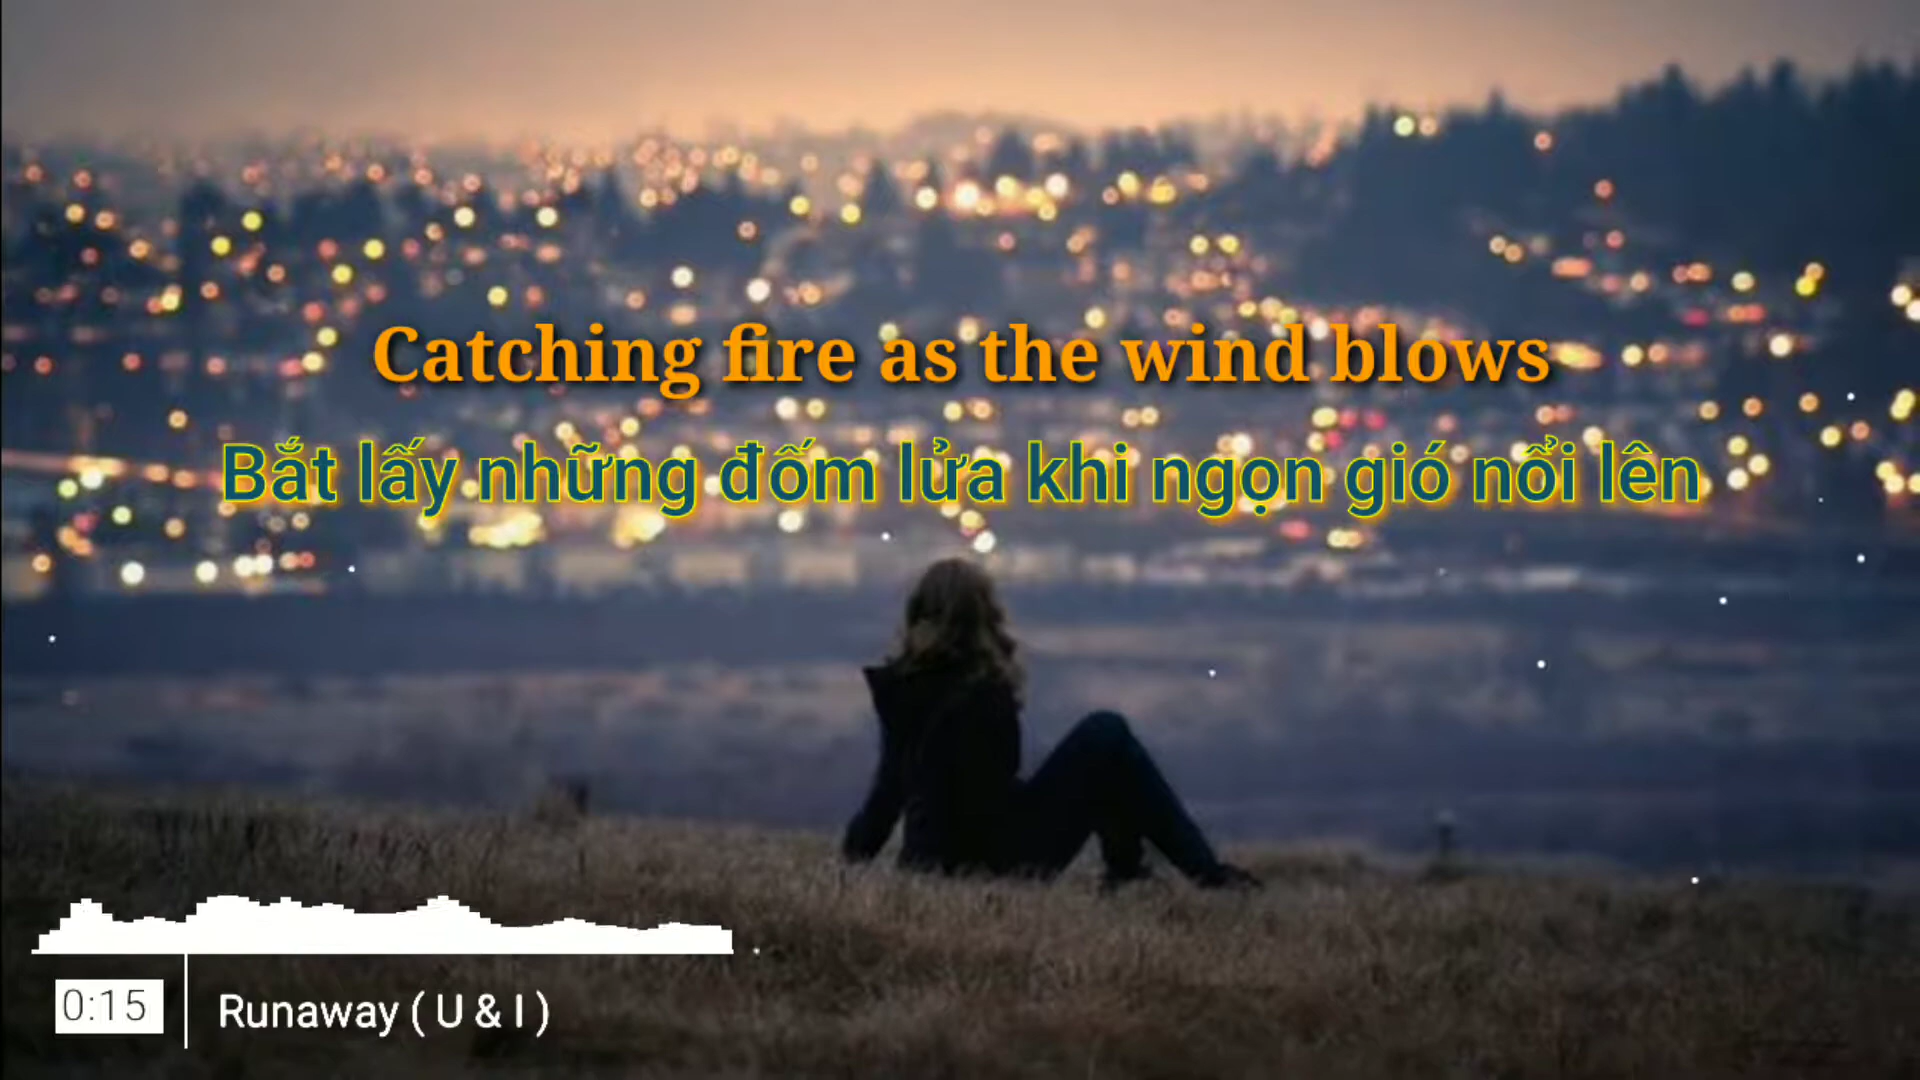 Catching fire as the wind blows
Bắt lấy những đốm lửa khi ngọn gió nổi lên
0:15
Runaway ( U & I )